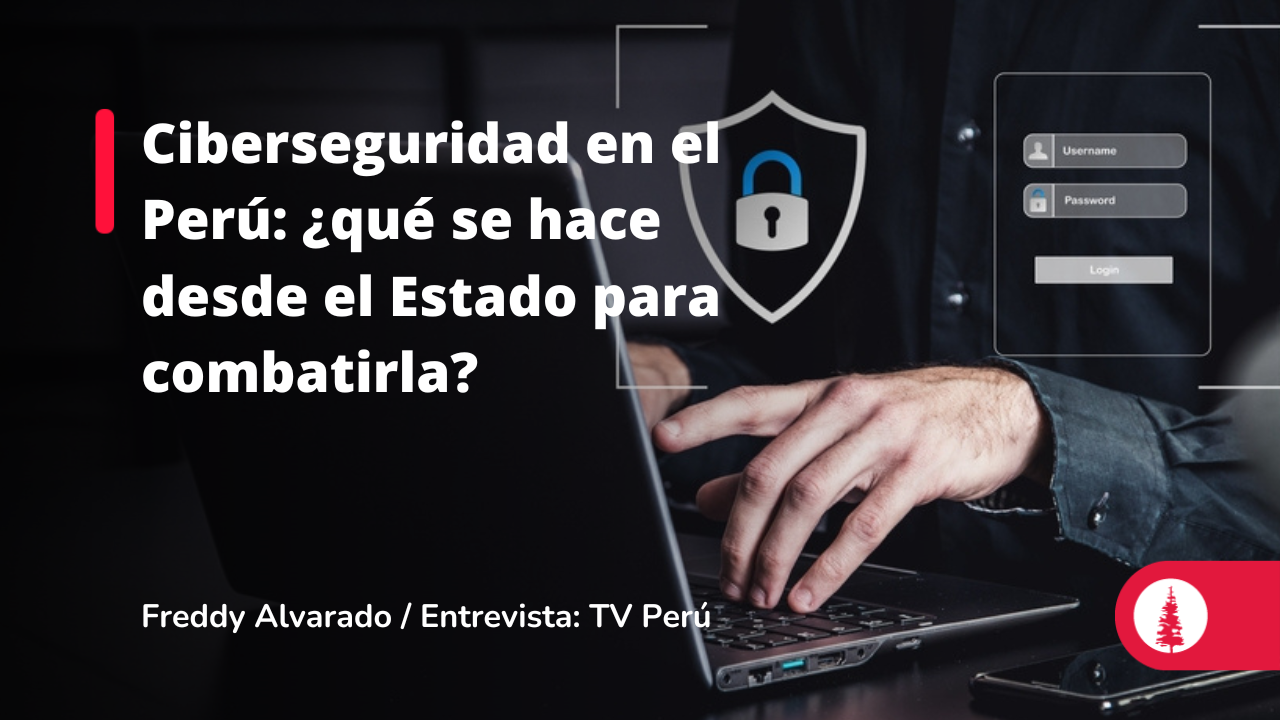 Ciberseguridad en el
Perú: ¿qué se hace
desde el Estado para
combatirla?
Username
Password
Login
Freddy Alvarado / Entrevista: TV Perú